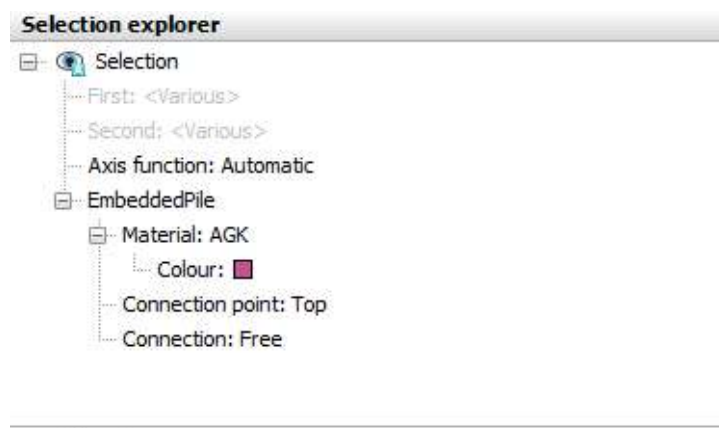 Selection explorer
Selection
First: <Various>
Second: <Various>
Axis function: Automatic
EmbeddedPile
Material: AGK
Colour:
Connection point: Top
Connection: Free